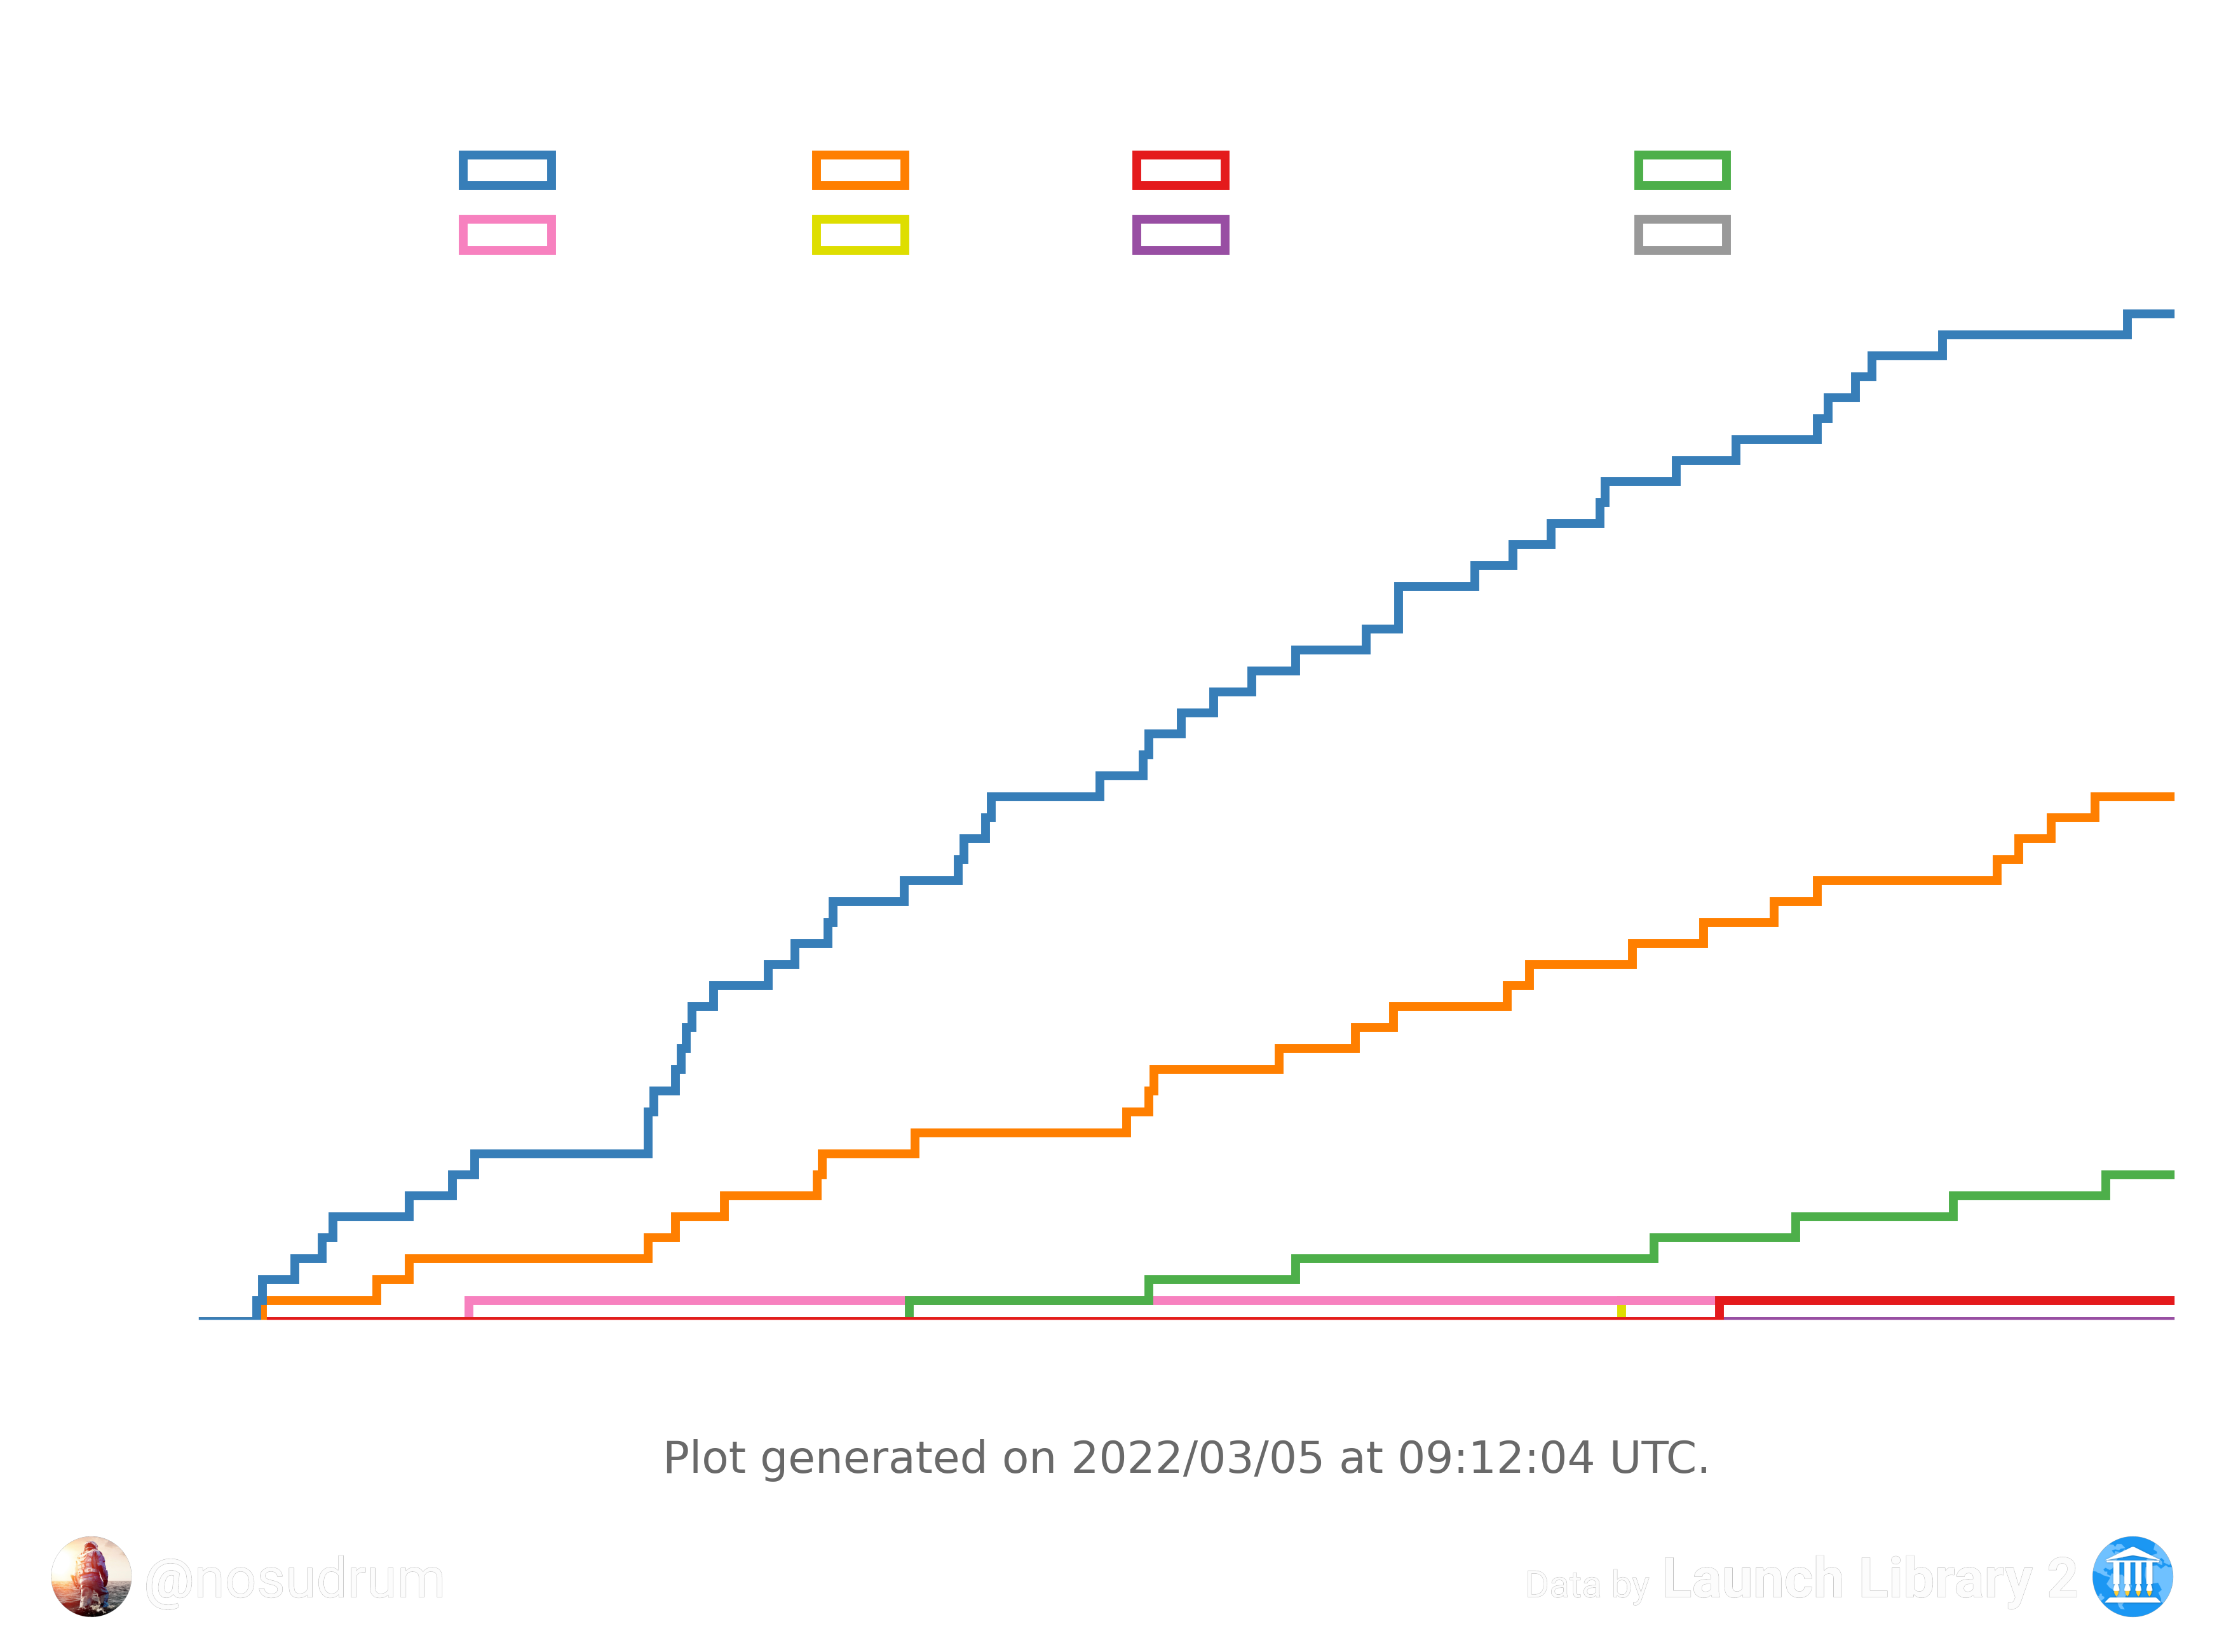 Plot generated on 2022/03/05 at 09:12:04 UTC.
@nosudrum
Data by Launch Library 2